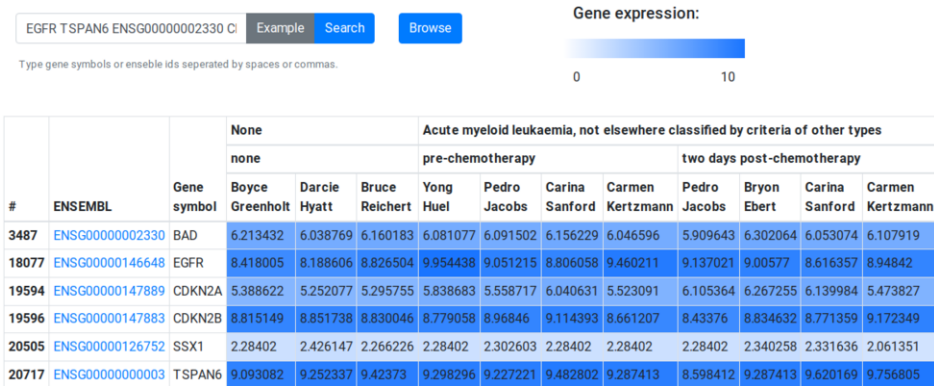 Gene expression:
EGFR TSPAN6 ENSG00000002330 Example Search Browse
Type gene symbols or enseble ids seperated by spaces or commas.
0 10
None Acute myeloid leukaemia, not elsewhere classified by criteria of other types
none pre-chemotherapy two days post-chemotherapy
Gene Boyce Darcie Bruce Yong Pedro Carina Carmen Pedro Bryon Carina Carmen
# ENSEMBL symbol Greenholt Hyatt Reichert Huel Jacobs Sanford Kertzmann Jacobs Ebert Sanford Kertzmann
3487 ENSG00000002330 BAD 6.213432 6.038769 6.160183 6.081077 6.091502 6.156229 6.046596 5.909643 6.302064 6.053074 6.107919
18077 ENSG00000146648 EGFR 8.418005 8.188606 8.826504 9.954438 9.051215 8.806058 9.460211 9.137021 9.00577 8.616357 8.94842
19594 ENSG00000147889 CDKN2A 5.388622 5.252077 5.295755 5.838683 5.558717 6.040631 5.523091 6.105364 6.267255 6.139984 5.473827
19596 ENSG00000147883 CDKN2B 8.815149 8.851738 8.830046 8.779058 8.96846 9.114393 8.661207 8.43376 8.834632 8.771359 9.172349
20505 ENSG00000126752 SSX1 2.28402 2.426147 2.266226 2.28402 2.302603 2.28402 2.28402 2.28402 2.340258 2.331636 2.061351
20717 ENSG00000000003 TSPAN6 9.093082 9.252337 9.42373 9.298296 9.227221 9.482802 9.287413 8.598412 9.287413 9.620169 9.756805